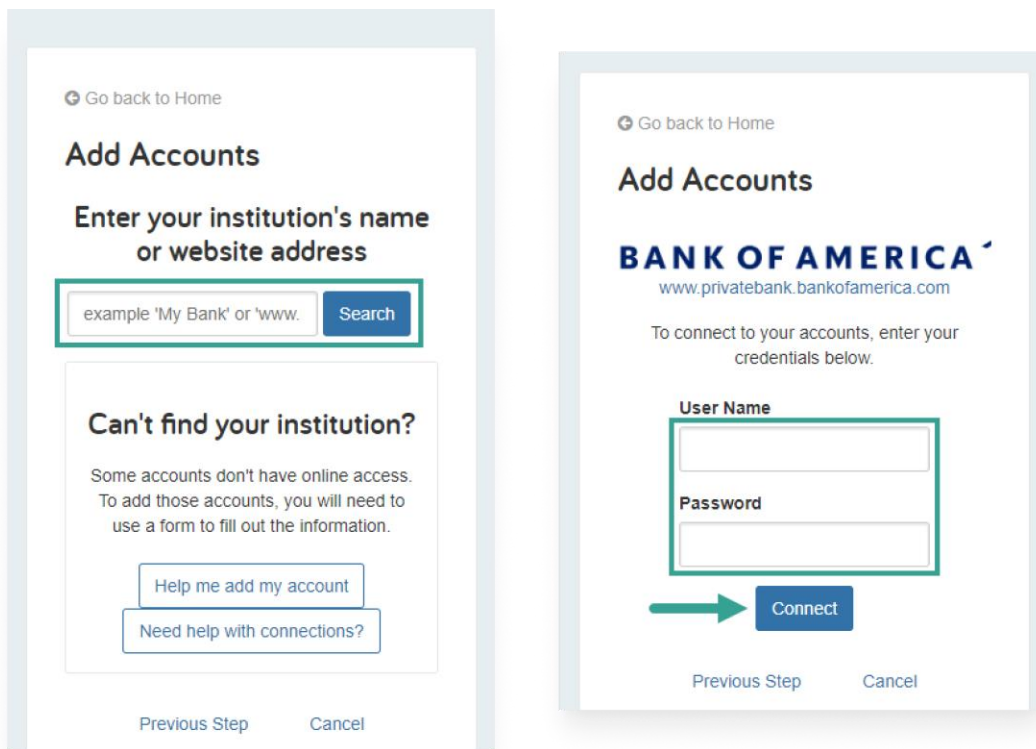 Go back to Home
Add Accounts
Enter your institution's name
or website address
example 'My Bank' or 'www.
Search
Can't find your institution?
Some accounts don't have online access.
To add those accounts, you will need to
use a form to fill out the information.
Help me add my account
Need help with connections?
Previous Step Cancel
Go back to Home
Add Accounts
BANK OF AMERICA
www.privatebank.bankofamerica.com
To connect to your accounts, enter your
credentials below.
User Name
Password
Connect
Previous Step Cancel